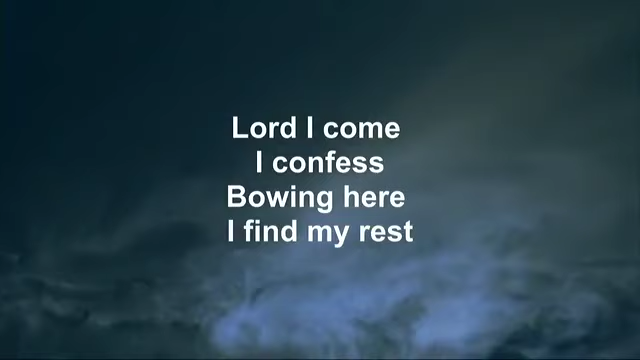 Lord I come
I confess
Bowing here
I find my rest